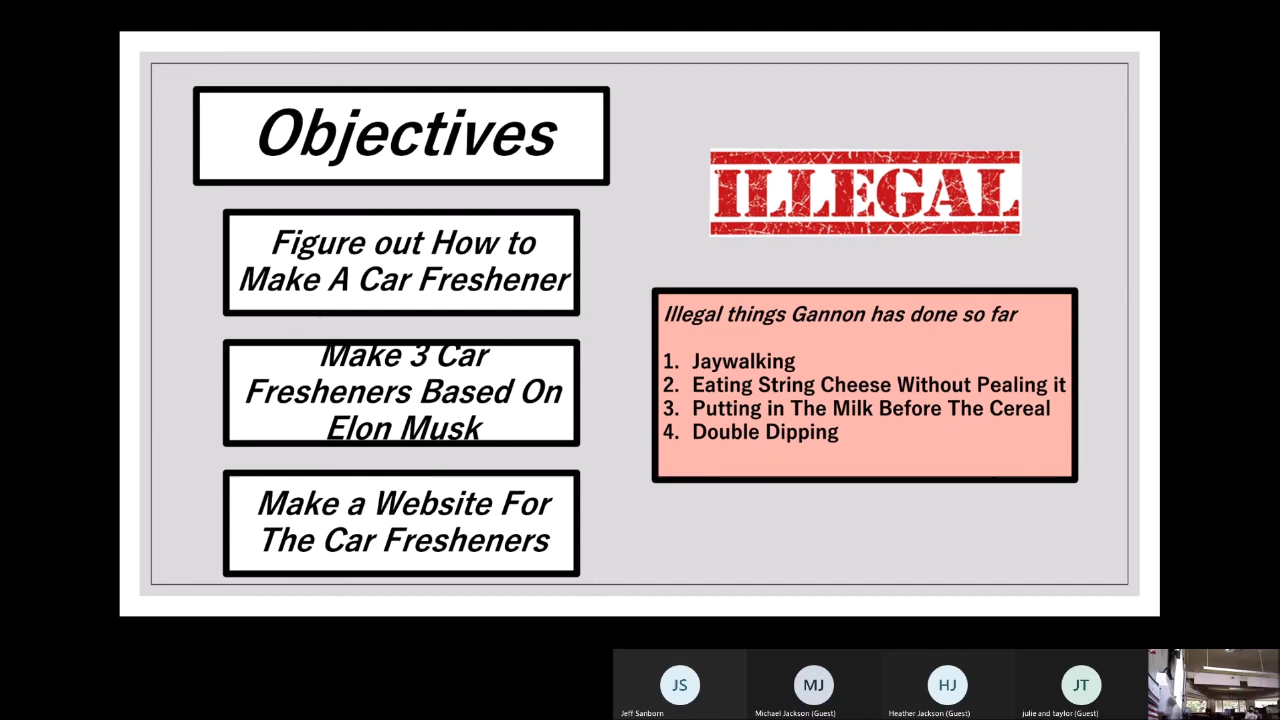 Objectives
Figure out How to
Make A Car Freshener
Make 3 Car
Fresheners Based On
Elon Musk
Make a Website For
The Car Fresheners
ILLEGAL
Illegal things Gannon has done so far
1. Jaywalking
2. Eating String Cheese Without Pealing it
3. Putting in The Milk Before The Cereal
4. Double Dipping
JS
Jeff Sanborn
MJ
Michael Jackson (Guest)
HJ
Heather Jackson (Guest)
JT
julie and taylor (Guest)